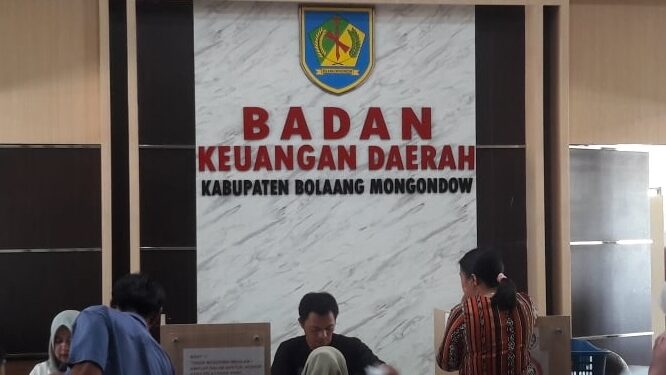 BADAN
KEUANGAN DAERAH
KABUPATEN BOLAANG MONGONDOW